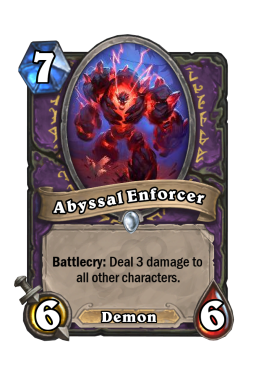 7
Abyssal Enforcer
Battlecry: Deal 3 damage to
all other characters.
6
Demon
6